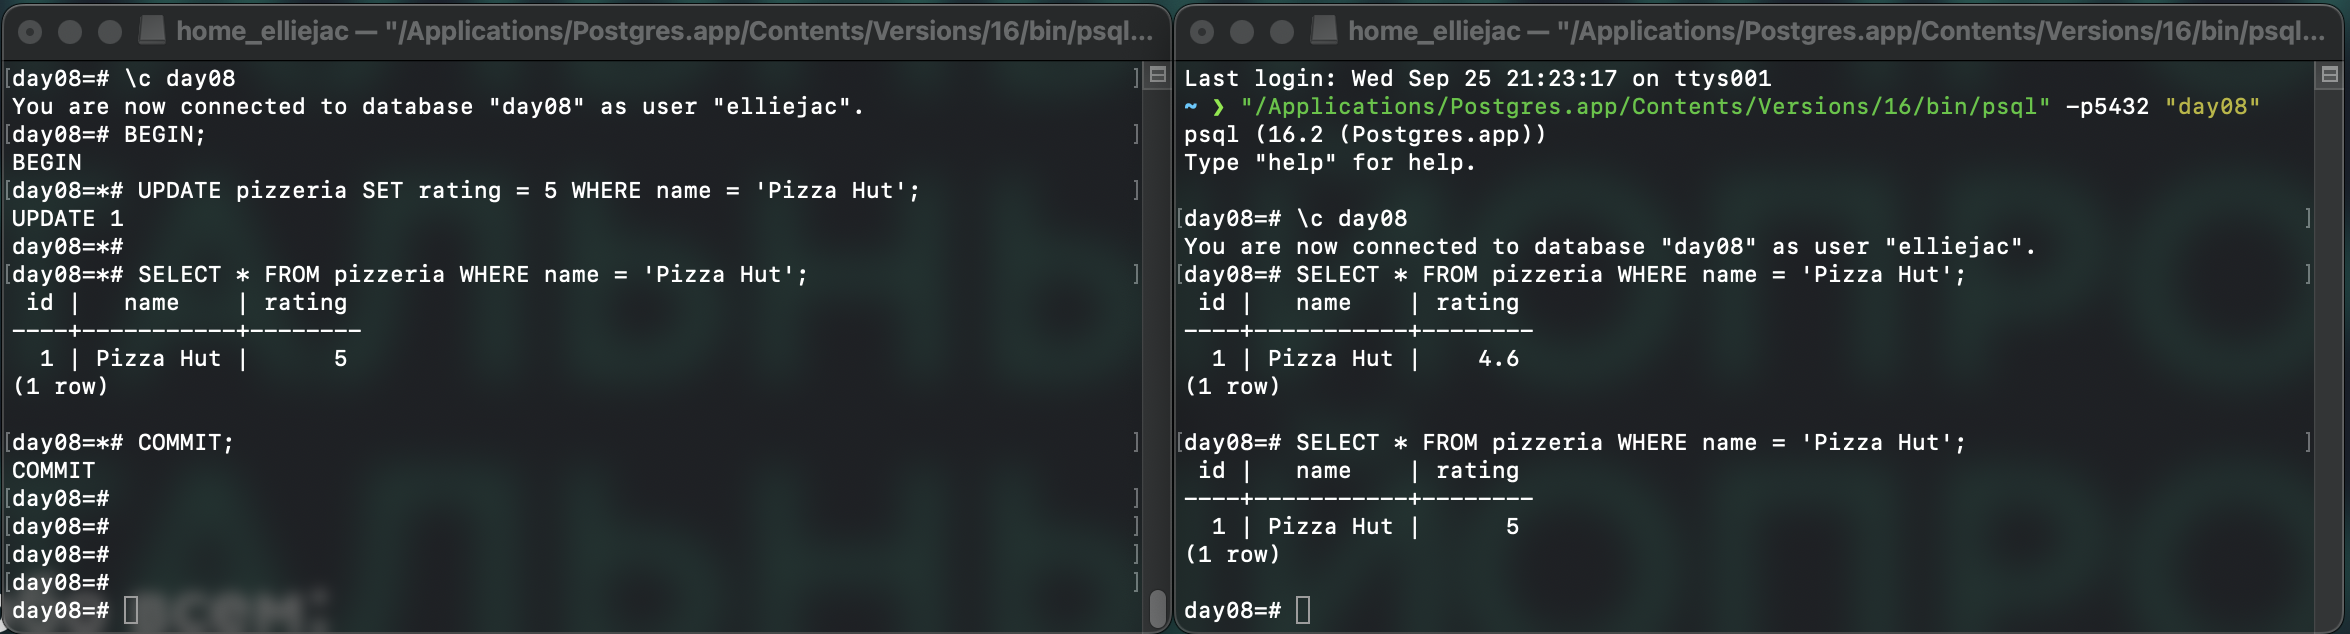 home_elliejac — "/Applications/Postgres.app/Contents/Versions/16/bin/psql...
[day08=# \c day08 ]
You are now connected to database "day08" as user "elliejac".
[day08=# BEGIN; ]
BEGIN
[day08=*# UPDATE pizzeria SET rating = 5 WHERE name = 'Pizza Hut'; ]
UPDATE 1
day08=*#
[day08=*# SELECT * FROM pizzeria WHERE name = 'Pizza Hut'; ]
 id |   name    | rating
----+-----------+--------
  1 | Pizza Hut |      5
(1 row)
[day08=*# COMMIT; ]
COMMIT
[day08=# ]
[day08=# ]
[day08=# ]
[day08=# ]
day08=#
всем:
home_elliejac — "/Applications/Postgres.app/Contents/Versions/16/bin/psql...
Last login: Wed Sep 25 21:23:17 on ttys001
~ ❯ "/Applications/Postgres.app/Contents/Versions/16/bin/psql" -p5432 "day08"
psql (16.2 (Postgres.app))
Type "help" for help.
[day08=# \c day08 ]
You are now connected to database "day08" as user "elliejac".
[day08=# SELECT * FROM pizzeria WHERE name = 'Pizza Hut'; ]
 id |   name    | rating
----+-----------+--------
  1 | Pizza Hut |    4.6
(1 row)
[day08=# SELECT * FROM pizzeria WHERE name = 'Pizza Hut'; ]
 id |   name    | rating
----+-----------+--------
  1 | Pizza Hut |      5
(1 row)
day08=#